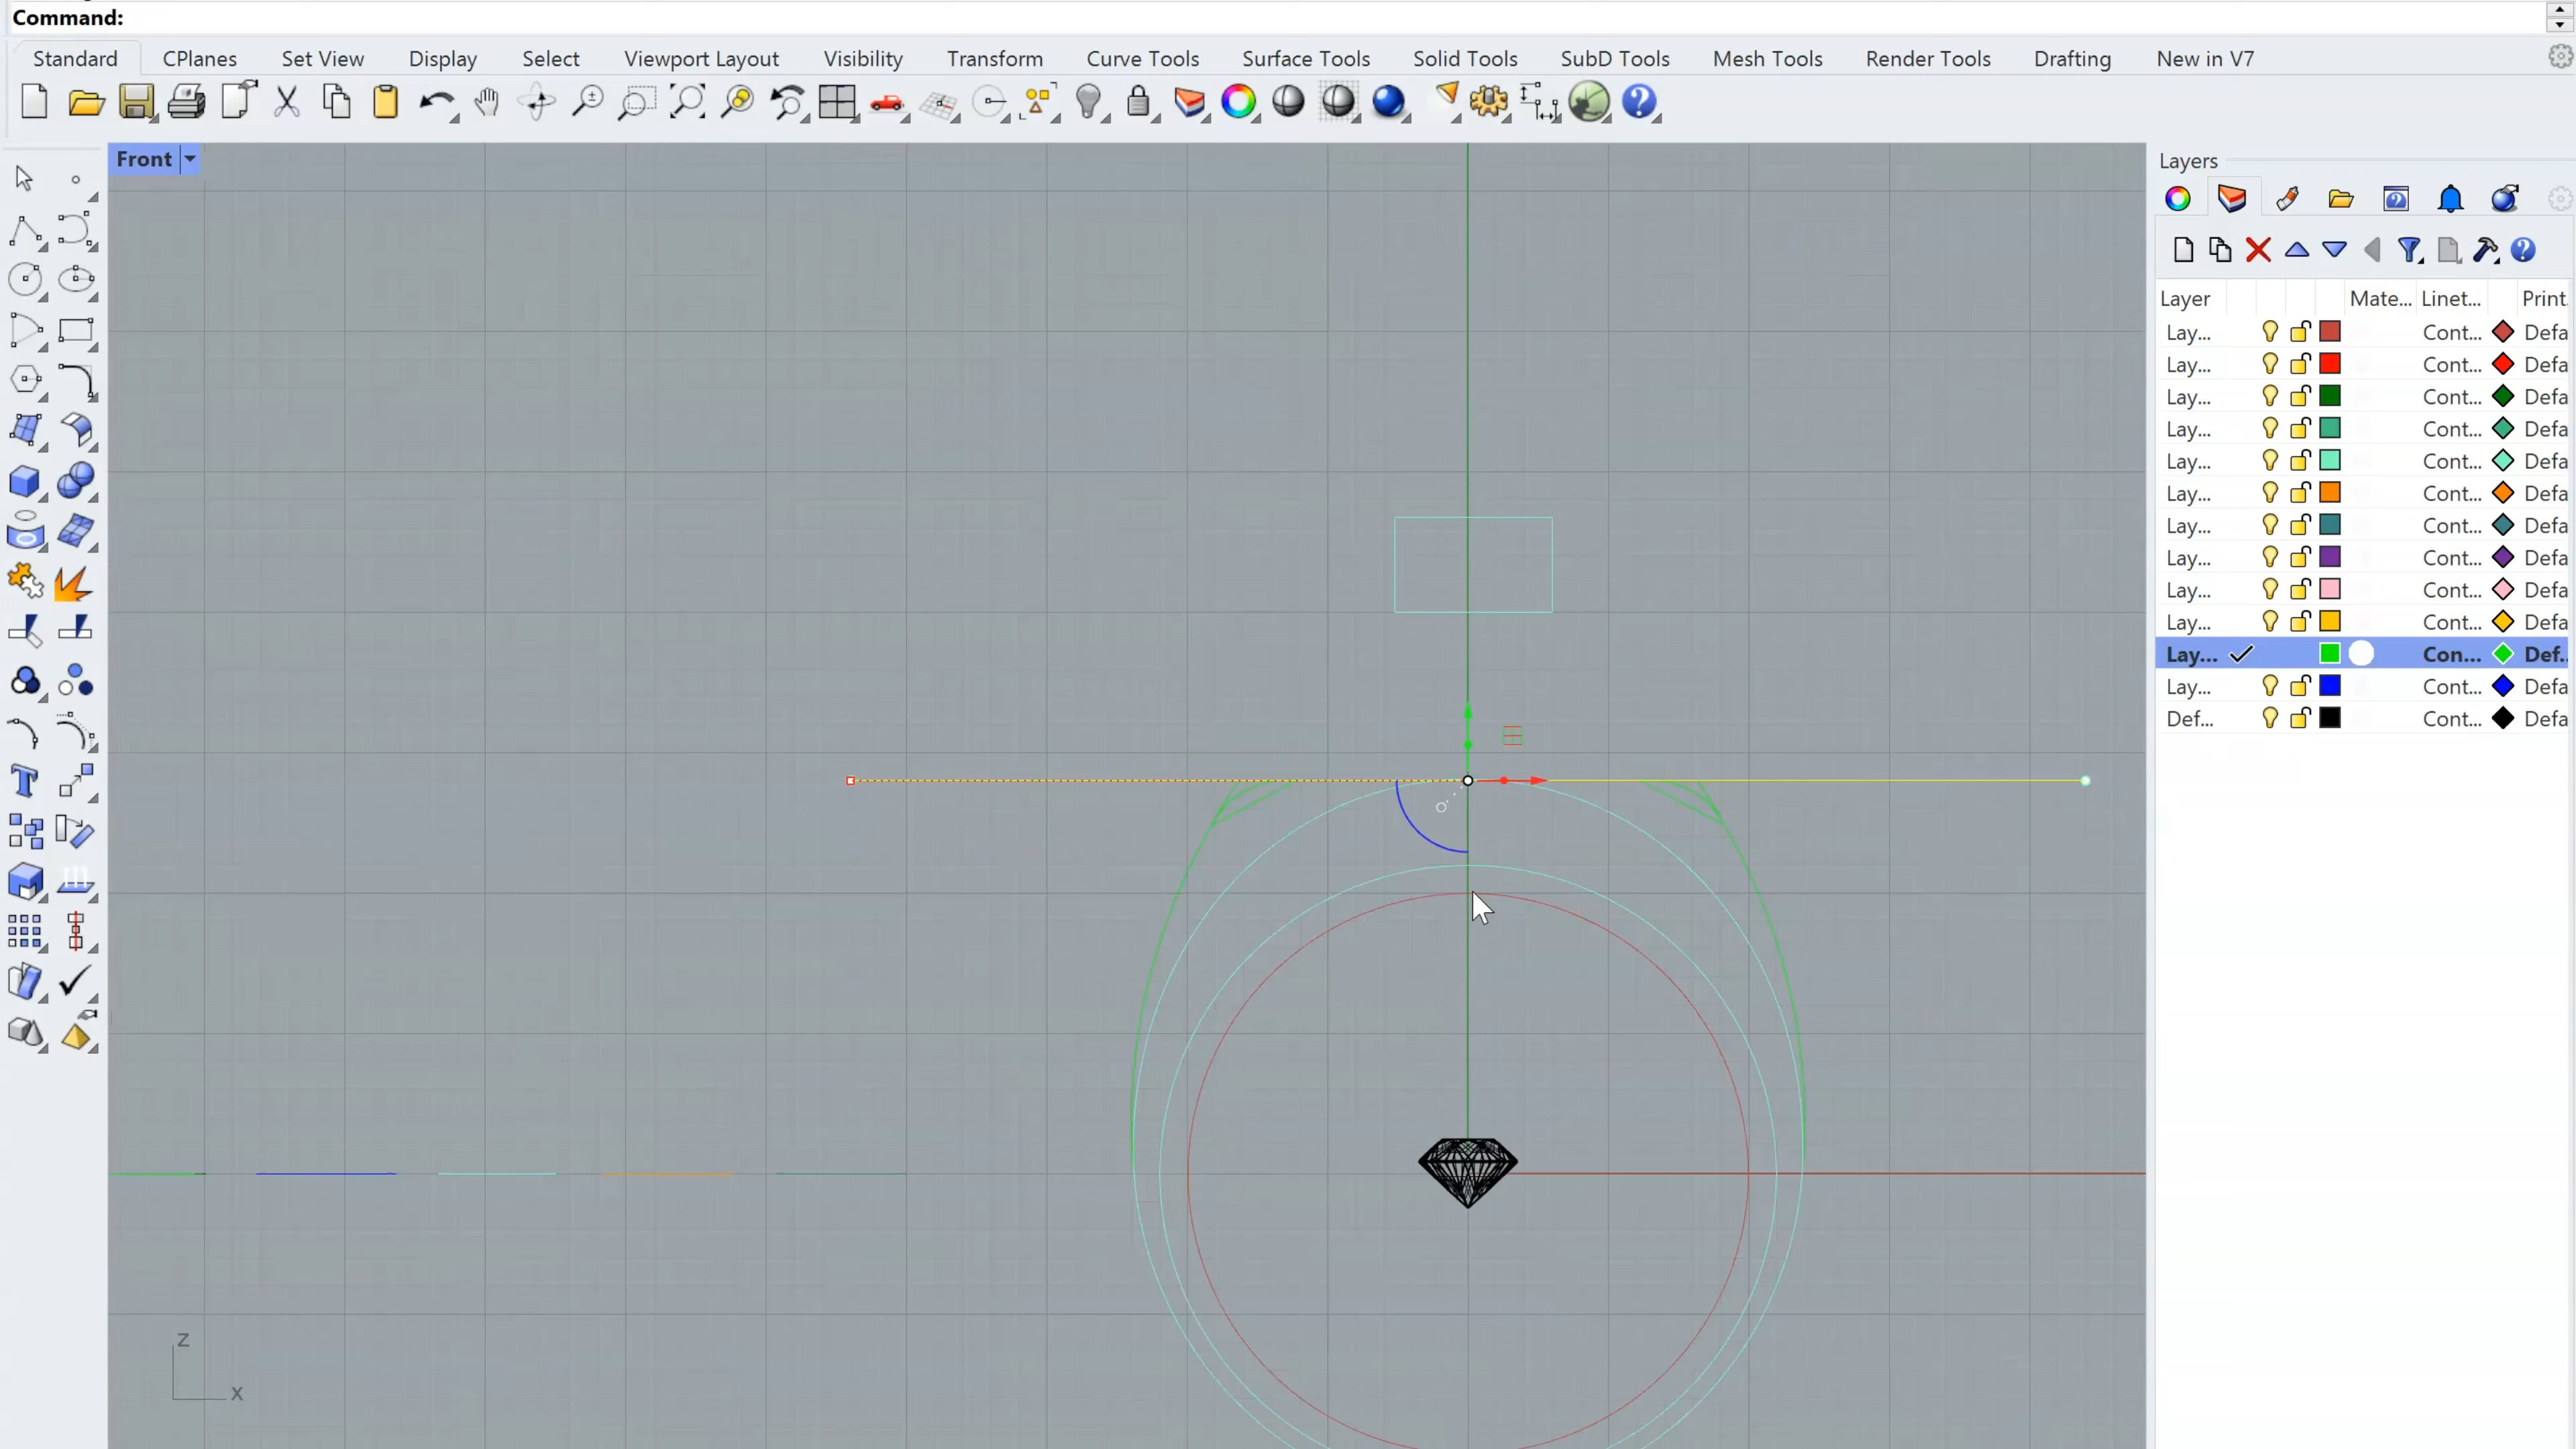 Command:
Standard CPlanes Set View Display Select Viewport Layout Visibility Transform Curve Tools Surface Tools Solid Tools SubD Tools Mesh Tools Render Tools Drafting New in V7
Front
Layers
Layer Mate... Linet... Print
Lay... Cont... Defa
Lay... Cont... Defa
Lay... Cont... Defa
Lay... Cont... Defa
Lay... Cont... Defa
Lay... Cont... Defa
Lay... Cont... Defa
Lay... Cont... Defa
Lay... Cont... Defa
Lay... Cont... Defa
Lay... Con... Def..
Lay... Cont... Defa
Def... Cont... Defa
z
x